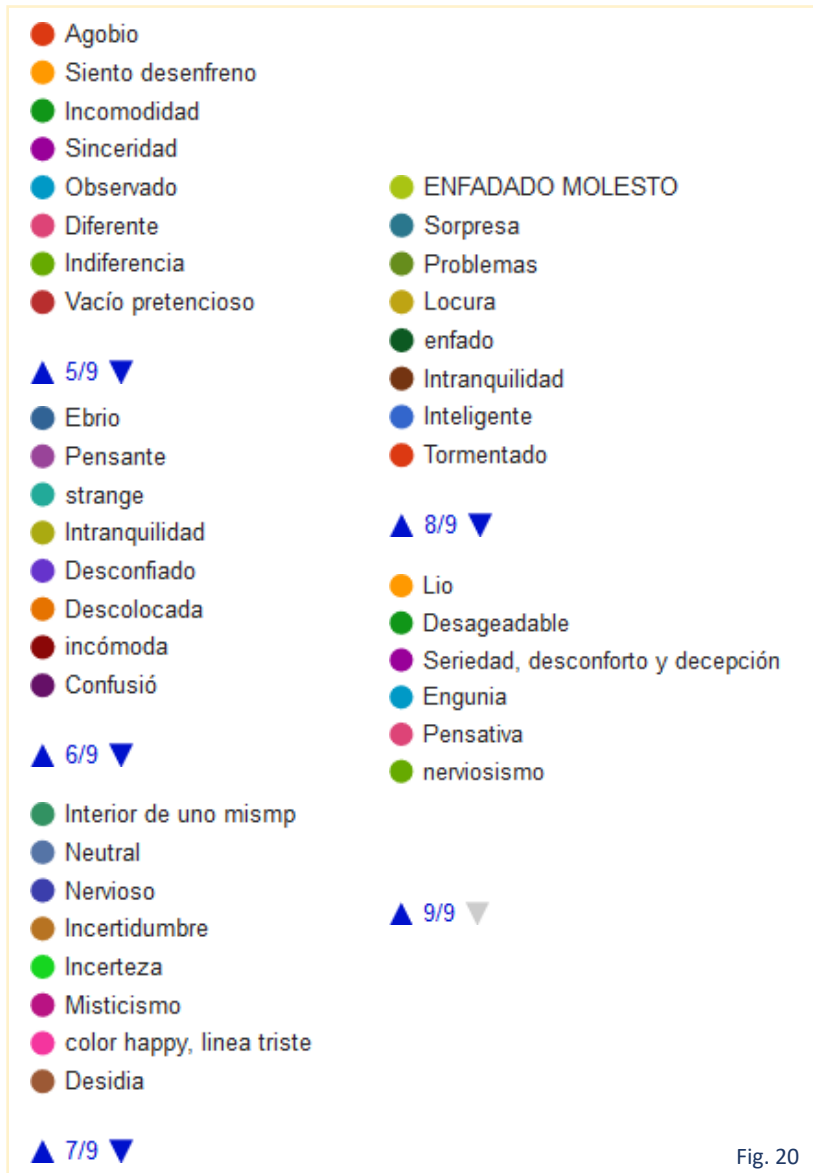 Agobio
Siento desenfreno
Incomodidad
Sinceridad
Observado
Diferente
Indiferencia
Vacío pretencioso
5/9
Ebrio
Pensante
strange
Intranquilidad
Desconfiado
Descolocada
incómoda
Confusió
6/9
Interior de uno mismp
Neutral
Nervioso
Incertidumbre
Incerteza
Misticismo
color happy, linea triste
Desidia
7/9
ENFADADO MOLESTO
Sorpresa
Problemas
Locura
enfado
Intranquilidad
Inteligente
Tormentado
8/9
Lio
Desageadable
Seriedad, desconforto y decepción
Engunia
Pensativa
nerviosismo
9/9
Fig. 20